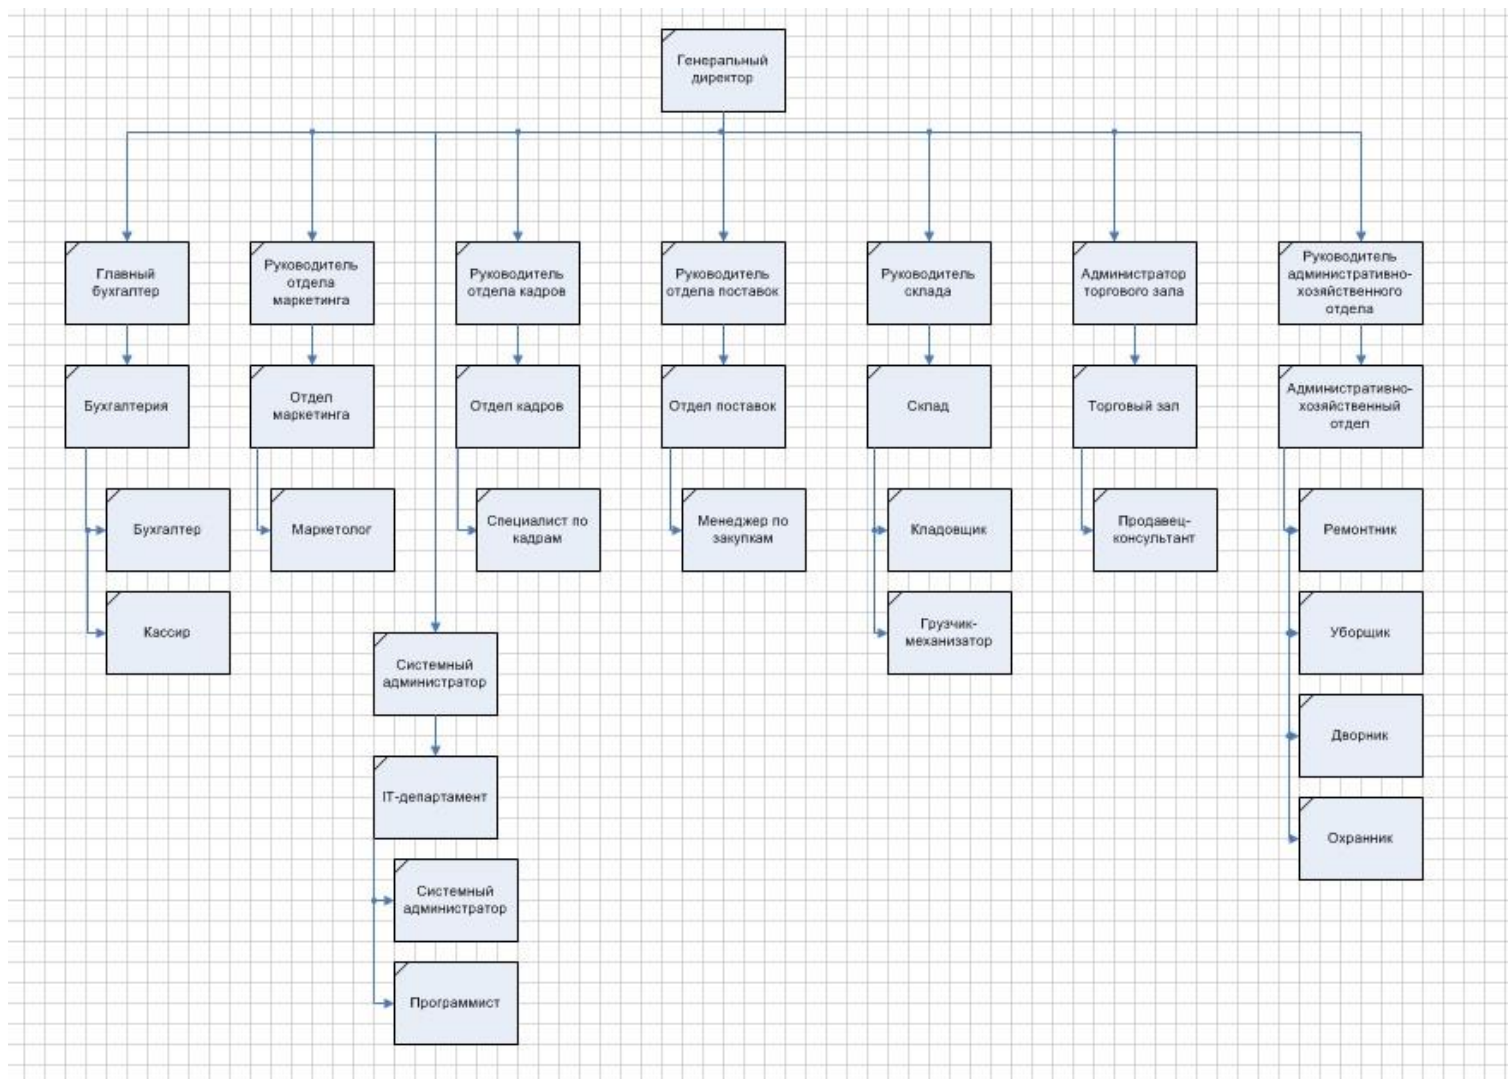 Генеральный
директор
Главный
бухгалтер
Руководитель
отдела
маркетинга
Руководитель
отдела кадров
Руководитель
отдела поставок
Руководитель
склада
Администратор
торгового зала
Руководитель
административно-
хозяйственного
отдела
Бухгалтерия
Отдел
маркетинга
Отдел кадров
Отдел поставок
Склад
Торговый зал
Административно-
хозяйственный
отдел
Бухгалтер
Маркетолог
Специалист по
кадрам
Менеджер по
закупкам
Кладовщик
Продавец-
консультант
Ремонтник
Кассир
Грузчик-
механизатор
Уборщик
Системный
администратор
Дворник
IT-департамент
Охранник
Системный
администратор
Программист